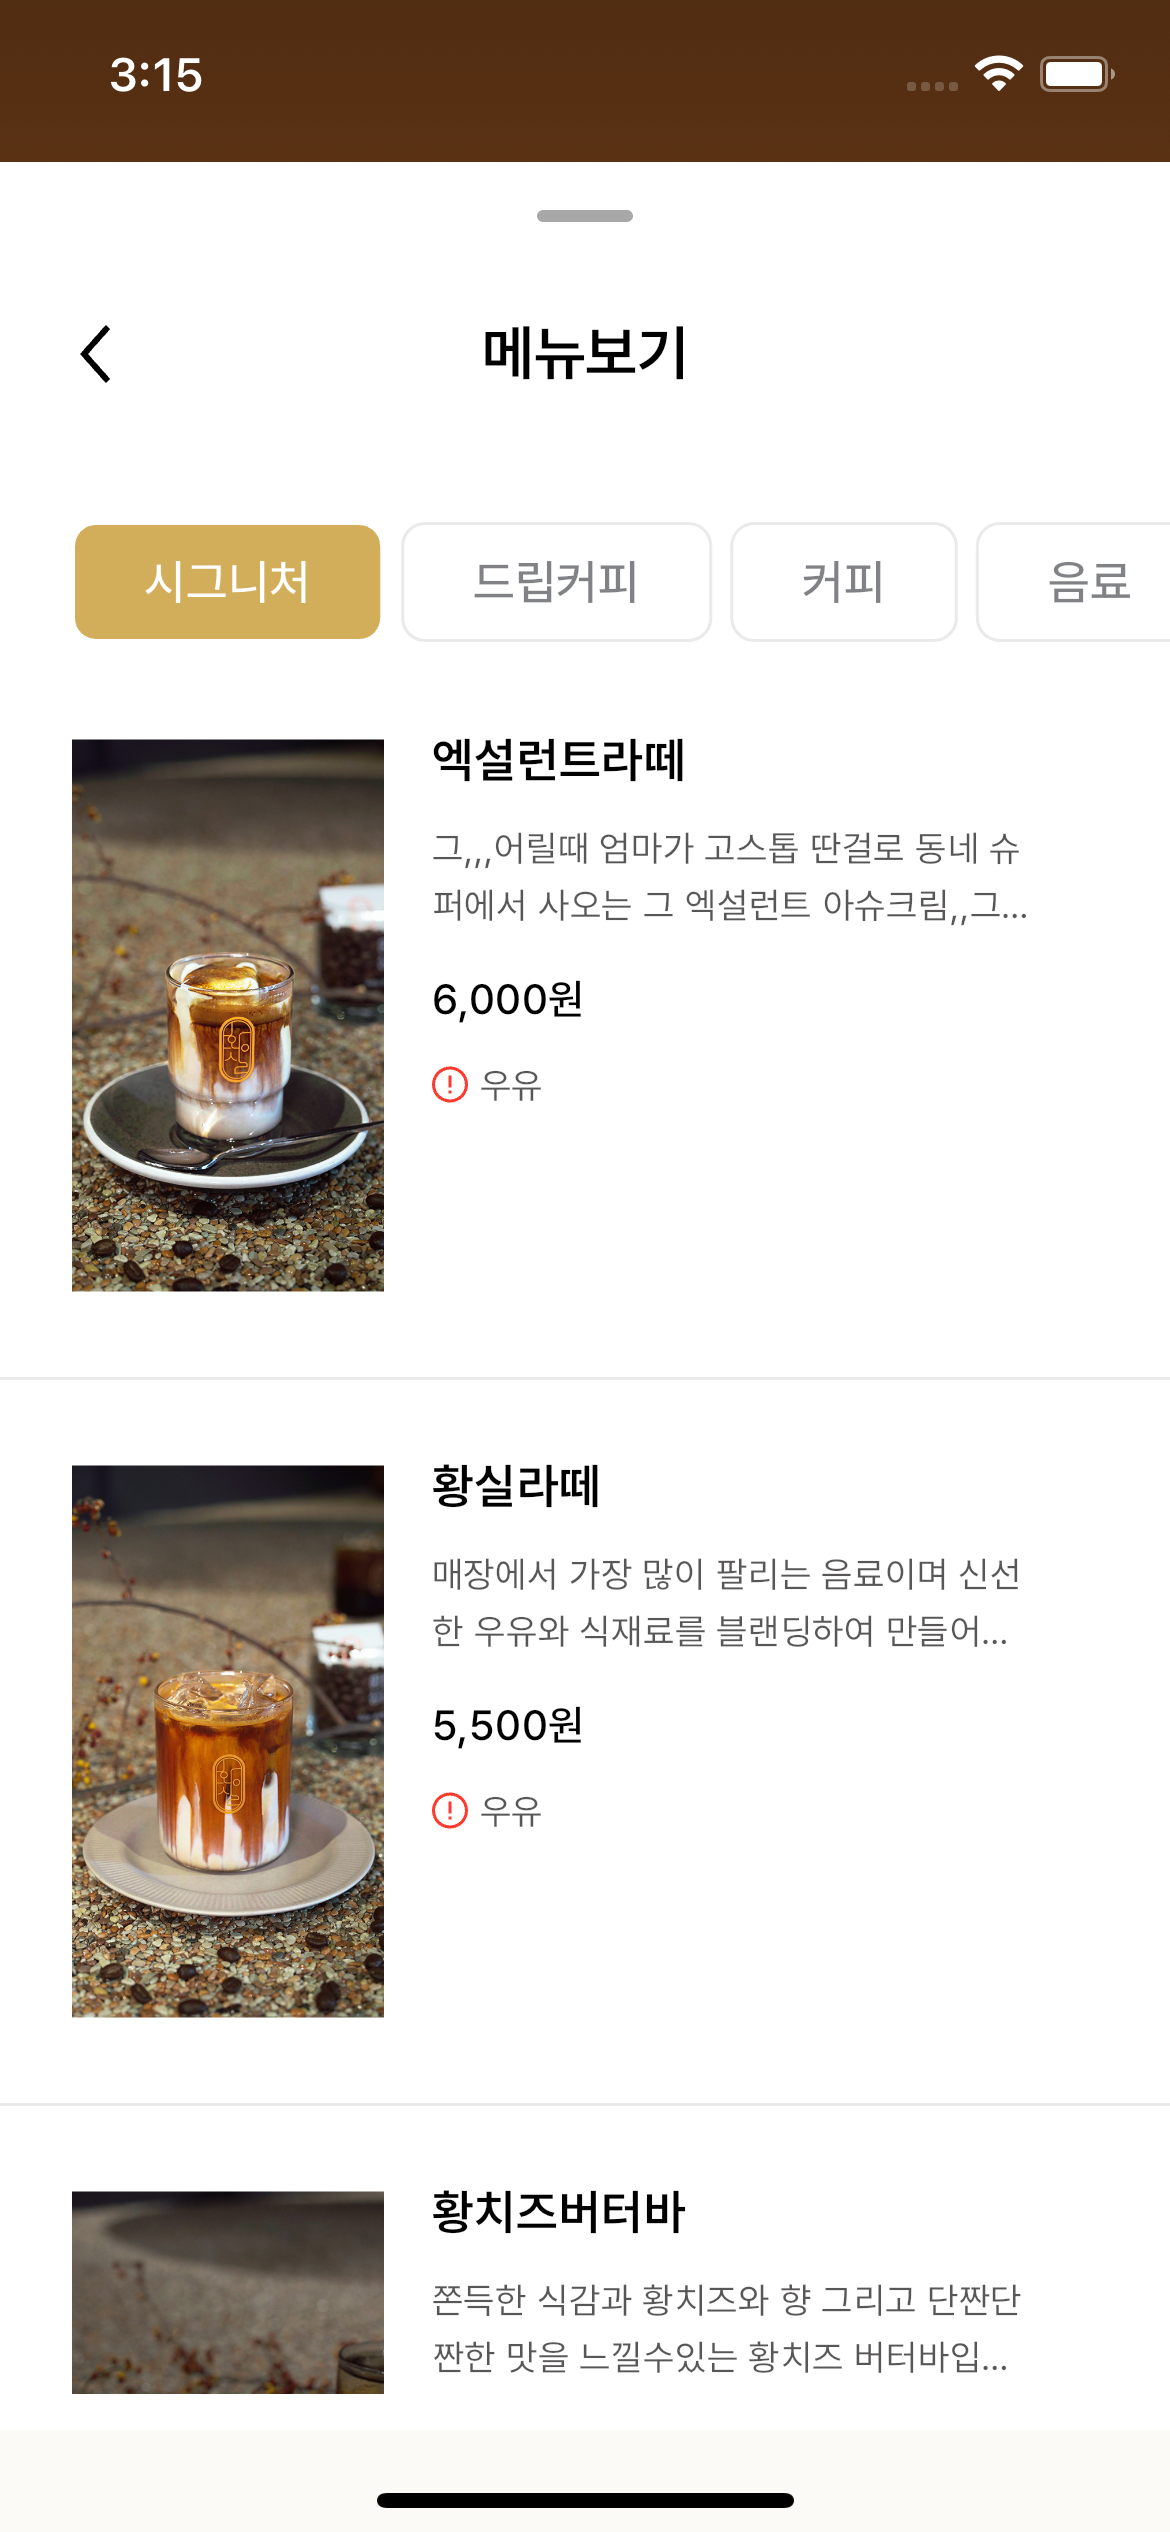 3:15
메뉴보기
시그니처
드립커피
커피
음료
엑설런트라떼
그,,,어릴때 엄마가 고스톱 딴걸로 동네 슈
퍼에서 사오는 그 엑설런트 아슈크림,,그...
6,000원
우유
황실라떼
매장에서 가장 많이 팔리는 음료이며 신선
한 우유와 식재료를 블랜딩하여 만들어...
5,500원
우유
황치즈버터바
쫀득한 식감과 황치즈와 향 그리고 단짠단
짠한 맛을 느낄수있는 황치즈 버터바입...